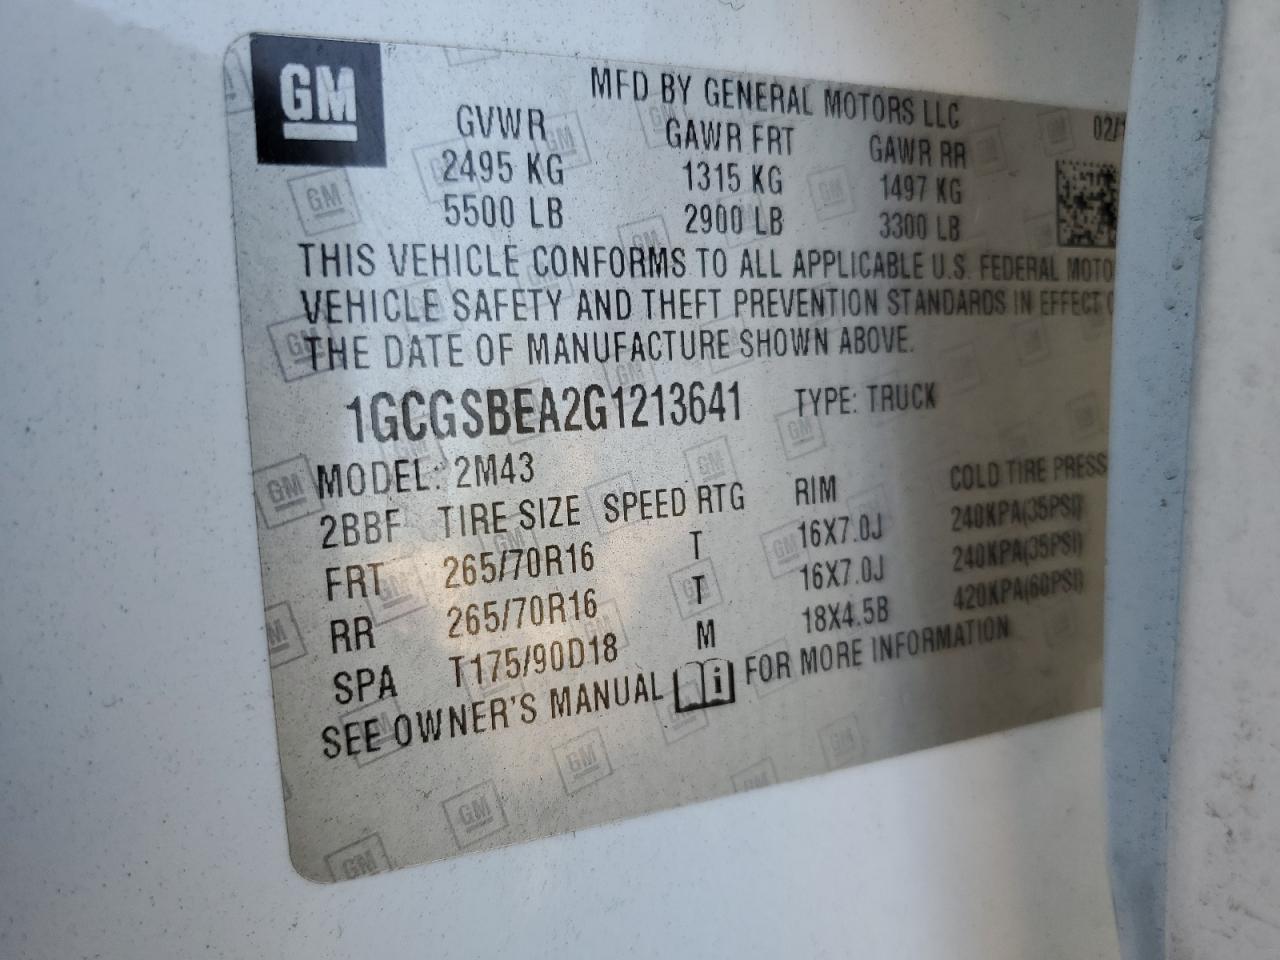 GM
MFD BY GENERAL MOTORS LLC
GVWR GAWR FRT GAWR RR 02/1
2495 KG 1315 KG 1497 KG
5500 LB 2900 LB 3300 LB
THIS VEHICLE CONFORMS TO ALL APPLICABLE U.S. FEDERAL MOTO
VEHICLE SAFETY AND THEFT PREVENTION STANDARDS IN EFFECT
THE DATE OF MANUFACTURE SHOWN ABOVE.
1GCGSBEA2G1213641 TYPE: TRUCK
MODEL: 2M43
2BBF TIRE SIZE SPEED RTG RIM COLD TIRE PRESS
FRT 265/70R16 T 16X7.0J 240KPA(35PSI)
RR 265/70R16 T 16X7.0J 240KPA(35PSI)
SPA T175/90D18 M 18X4.5B 420KPA(60PSI)
SEE OWNER'S MANUAL i FOR MORE INFORMATION